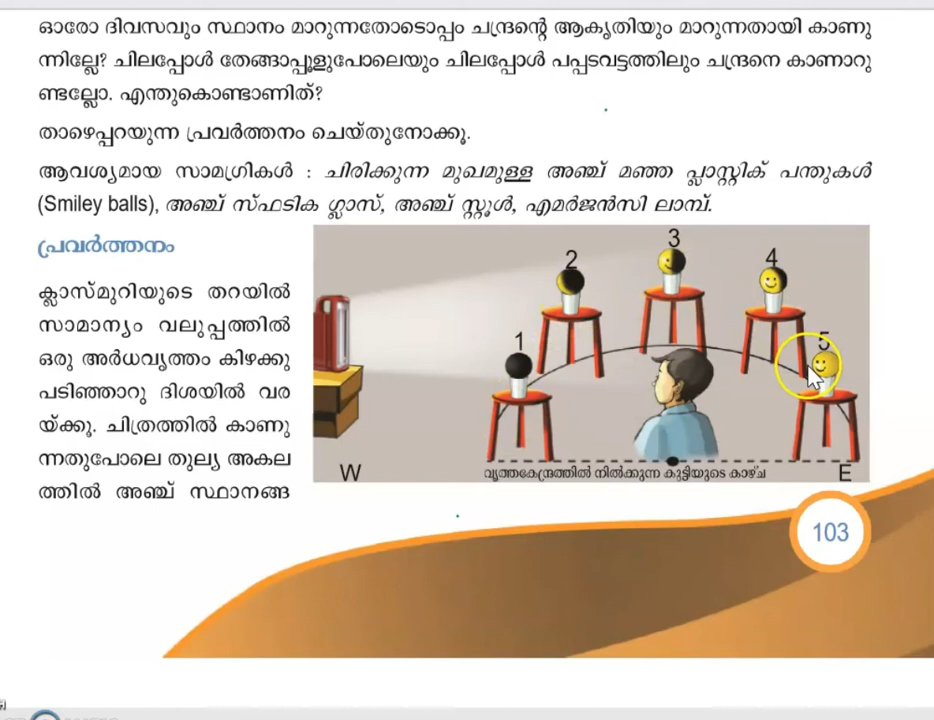 ഓരോ ദിവസവും സ്ഥാനം മാറുന്നതോടൊപ്പം ചന്ദ്രന്റെ ആകൃതിയും മാറുന്നതായി കാണു
ന്നില്ലേ? ചിലപ്പോൾ തേങ്ങാപ്പൂളുപോലെയും ചിലപ്പോൾ പപ്പടവട്ടത്തിലും ചന്ദ്രനെ കാണാറു
ണ്ടല്ലോ. എന്തുകൊണ്ടാണിത്?
താഴെപ്പറയുന്ന പ്രവർത്തനം ചെയ്തുനോക്കൂ.
ആവശ്യമായ സാമഗ്രികൾ : ചിരിക്കുന്ന മുഖമുള്ള അഞ്ച് മഞ്ഞ പ്ലാസ്റ്റിക് പന്തുകൾ
(Smiley balls), അഞ്ച് സ്ഫടിക ഗ്ലാസ്, അഞ്ച് സ്റ്റൂൾ, എമർജൻസി ലാമ്പ്.
പ്രവർത്തനം
ക്ലാസ്മുറിയുടെ തറയിൽ
സാമാന്യം വലുപ്പത്തിൽ
ഒരു അർധവൃത്തം കിഴക്കു
പടിഞ്ഞാറു ദിശയിൽ വര
യ്ക്കൂ. ചിത്രത്തിൽ കാണു
ന്നതുപോലെ തുല്യ അകല
ത്തിൽ അഞ്ച് സ്ഥാനങ്ങ
1
2
3
4
5
W
വൃത്തകേന്ദ്രത്തിൽ നിൽക്കുന്ന കുട്ടിയുടെ കാഴ്ച
E
103